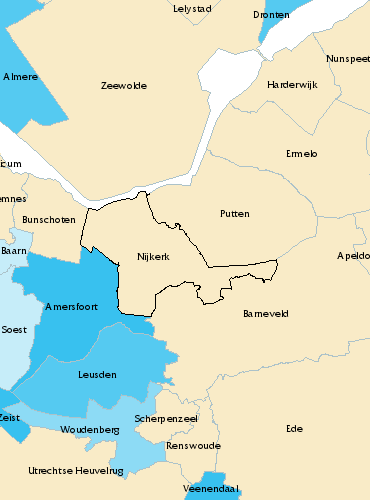 Lelystad
Dronten
Nunspeet
Almere
Zeewolde
Harderwijk
Ermelo
icum
emnes
Bunschoten
Putten
Baarn
Nijkerk
Apeldo
Amersfoort
Barneveld
Soest
Leusden
Zeist
Woudenberg
Scherpenzeel
Ede
Renswoude
Utrechtse Heuvelrug
Veenendaal